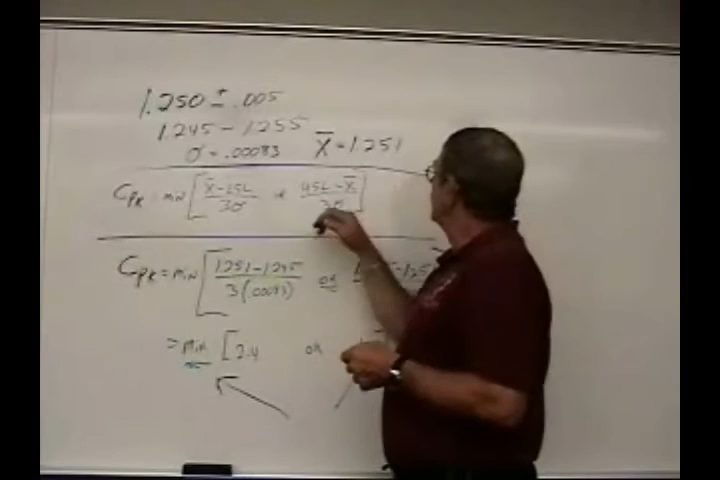 1.250 ± .005
1.245 - 1.255
σ = .00083 X̄ = 1.251
Cpk = MIN [ X̄ - LSL / 3σ or USL - X̄ / 3σ ]
Cpk = MIN [ 1.251 - 1.245 / 3(.00083) OR
= MIN [ 2.4 OR